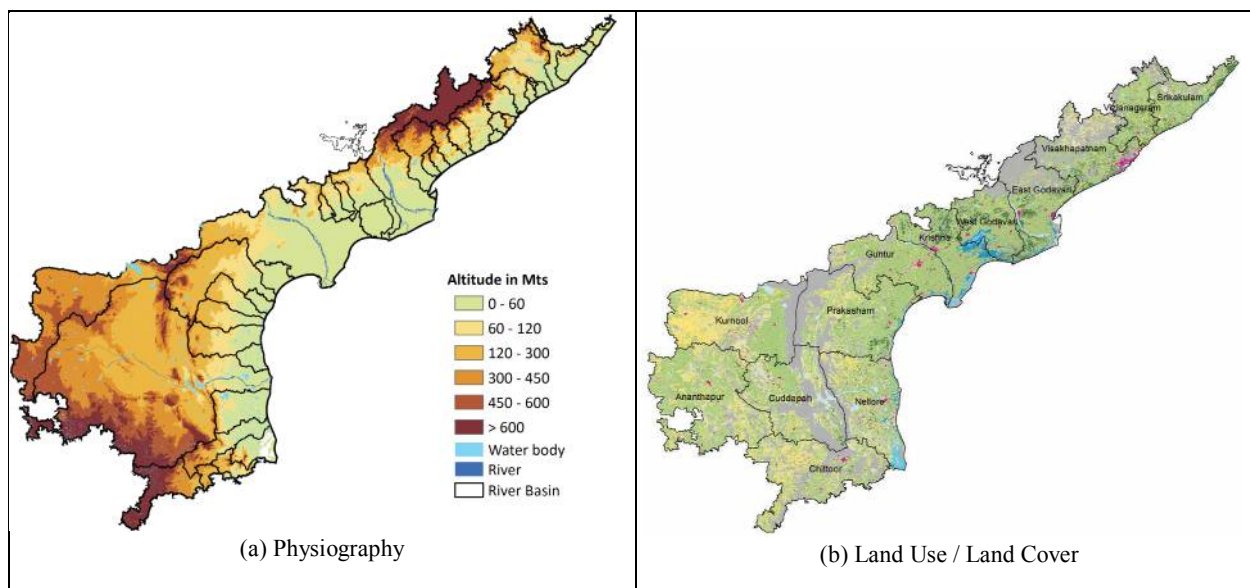 Altitude in Mts
0 - 60
60 - 120
120 - 300
300 - 450
450 - 600
> 600
Water body
River
River Basin
(a) Physiography
Srikakulam
Vizianagaram
Visakhapatnam
East Godavari
West Godavari
Krishna
Guntur
Prakasham
Kurnool
Ananthapur
Cuddapah
Nellore
Chittoor
(b) Land Use / Land Cover